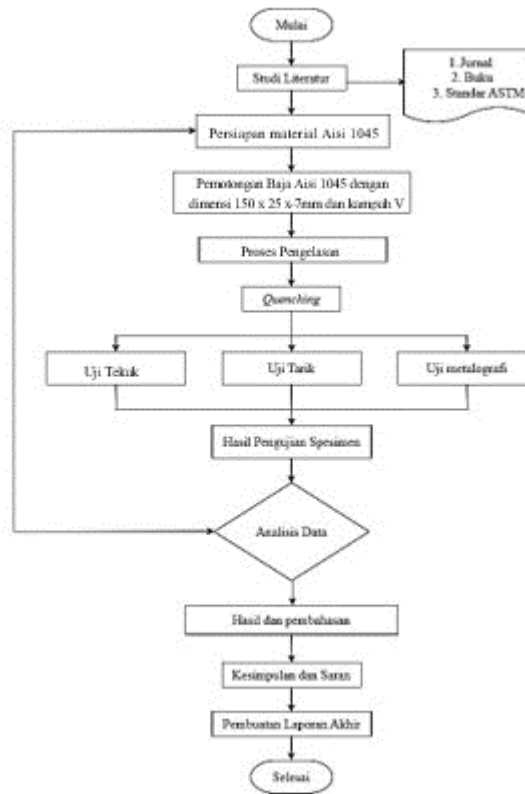 Mulai
Studi Literatur
1. Jurnal
2. Buku
3. Standar ASTM
Persiapan material Aisi 1045
Pemotongan Baja Aisi 1045 dengan
dimensi 150 x 25 x-7mm dan kampuh V
Proses Pengelasan
Quenching
Uji Tekuk
Uji Tarik
Uji metalografi
Hasil Pengujian Spesimen
Analisis Data
Hasil dan pembahasan
Kesimpulan dan Saran
Pembuatan Laporan Akhir
Selesai